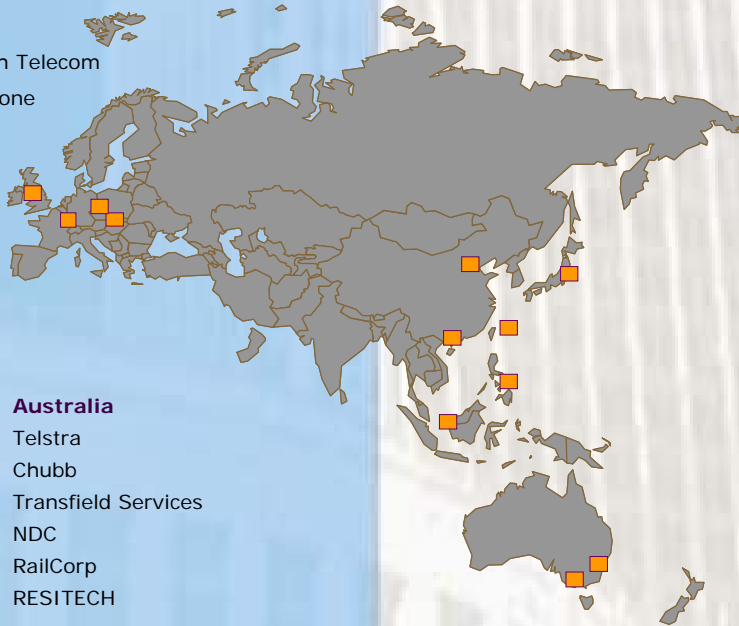 n Telecom
one
Australia
Telstra
Chubb
Transfield Services
NDC
RailCorp
RESITECH